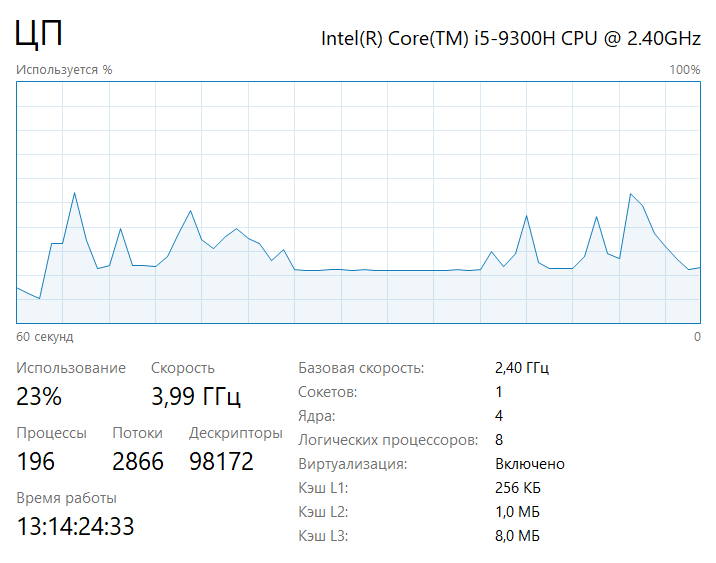 ЦП
Intel(R) Core(TM) i5-9300H CPU @ 2.40GHz
Используется %
100%
60 секунд
0
Использование
Скорость
23%
3,99 ГГц
Процессы
Потоки
Дескрипторы
196
2866
98172
Время работы
13:14:24:33
Базовая скорость: 2,40 ГГц
Сокетов: 1
Ядра: 4
Логических процессоров: 8
Виртуализация: Включено
Кэш L1: 256 КБ
Кэш L2: 1,0 МБ
Кэш L3: 8,0 МБ